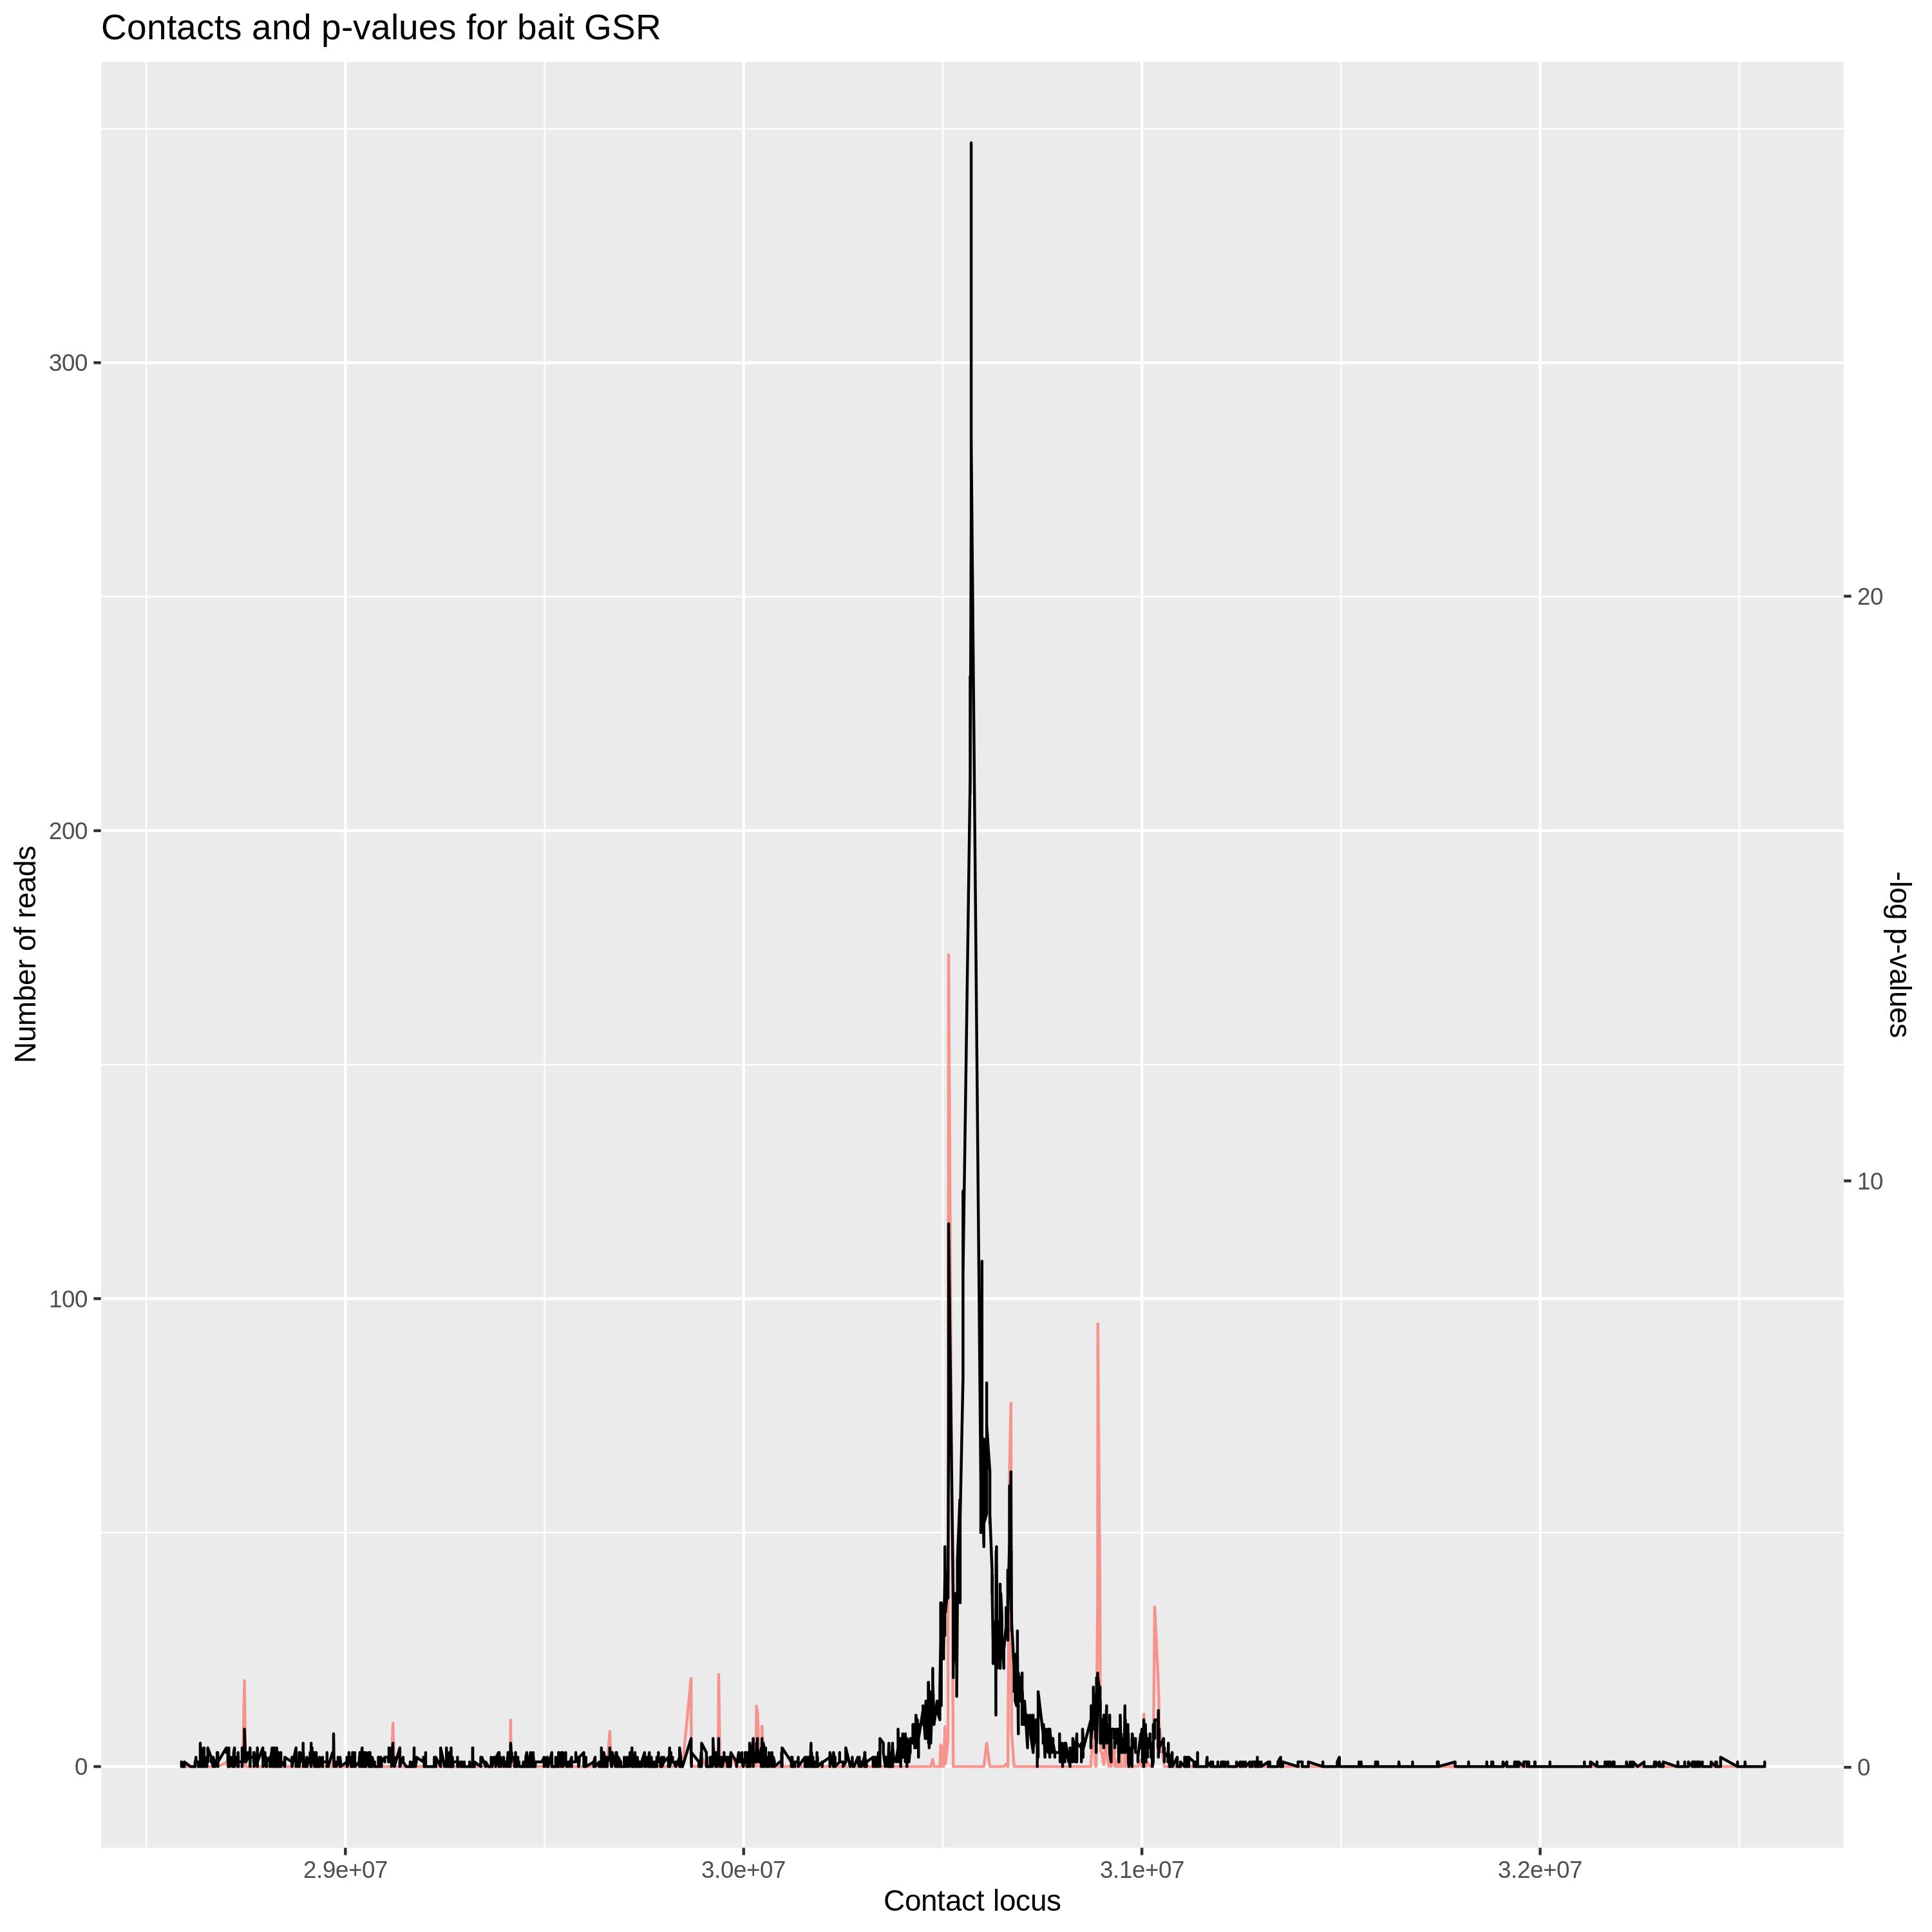 Contacts and p-values for bait GSR
300
200
100
0
Number of reads
20
10
0
-log p-values
2.9e+07
3.0e+07
3.1e+07
3.2e+07
Contact locus